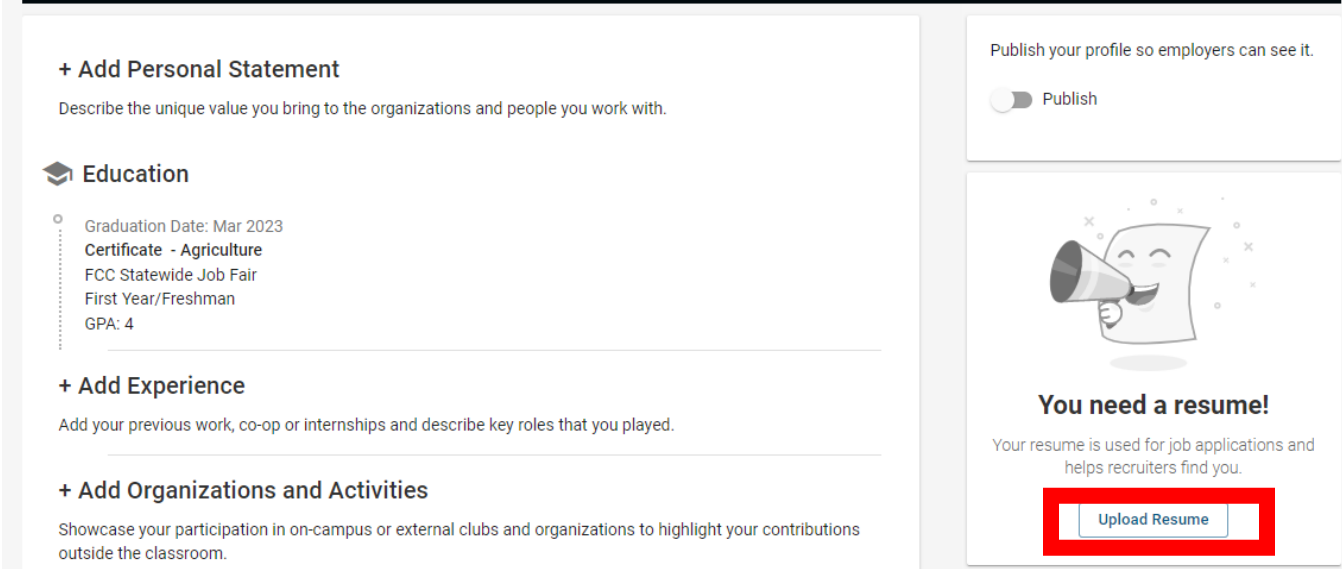 + Add Personal Statement
Describe the unique value you bring to the organizations and people you work with.
Education
Graduation Date: Mar 2023
Certificate - Agriculture
FCC Statewide Job Fair
First Year/Freshman
GPA: 4
+ Add Experience
Add your previous work, co-op or internships and describe key roles that you played.
+ Add Organizations and Activities
Showcase your participation in on-campus or external clubs and organizations to highlight your contributions
outside the classroom.
Publish your profile so employers can see it.
Publish
You need a resume!
Your resume is used for job applications and
helps recruiters find you.
Upload Resume